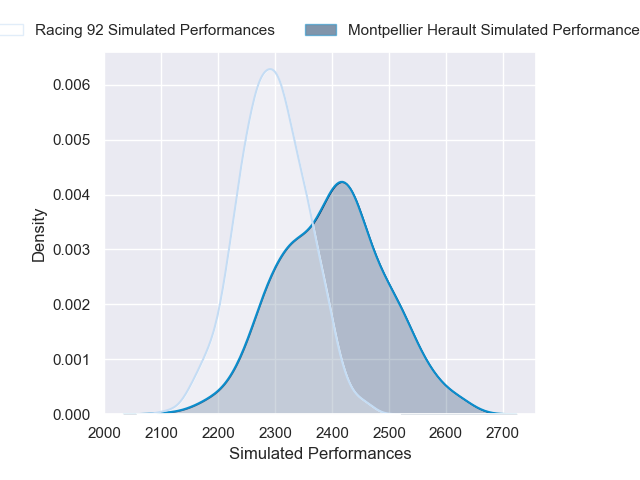 Racing 92 Simulated Performances Montpellier Herault Simulated Performance
0.006
0.005
0.004
0.003
0.002
0.001
0.000
Density
2000 2100 2200 2300 2400 2500 2600 2700
Simulated Performances